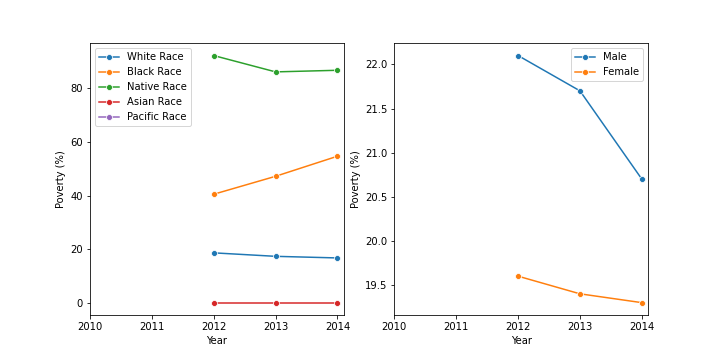 White Race
Black Race
Native Race
Asian Race
Pacific Race
Poverty (%)
80
60
40
20
0
2010 2011 2012 2013 2014
Year
Male
Female
Poverty (%)
22.0
21.5
21.0
20.5
20.0
19.5
2010 2011 2012 2013 2014
Year